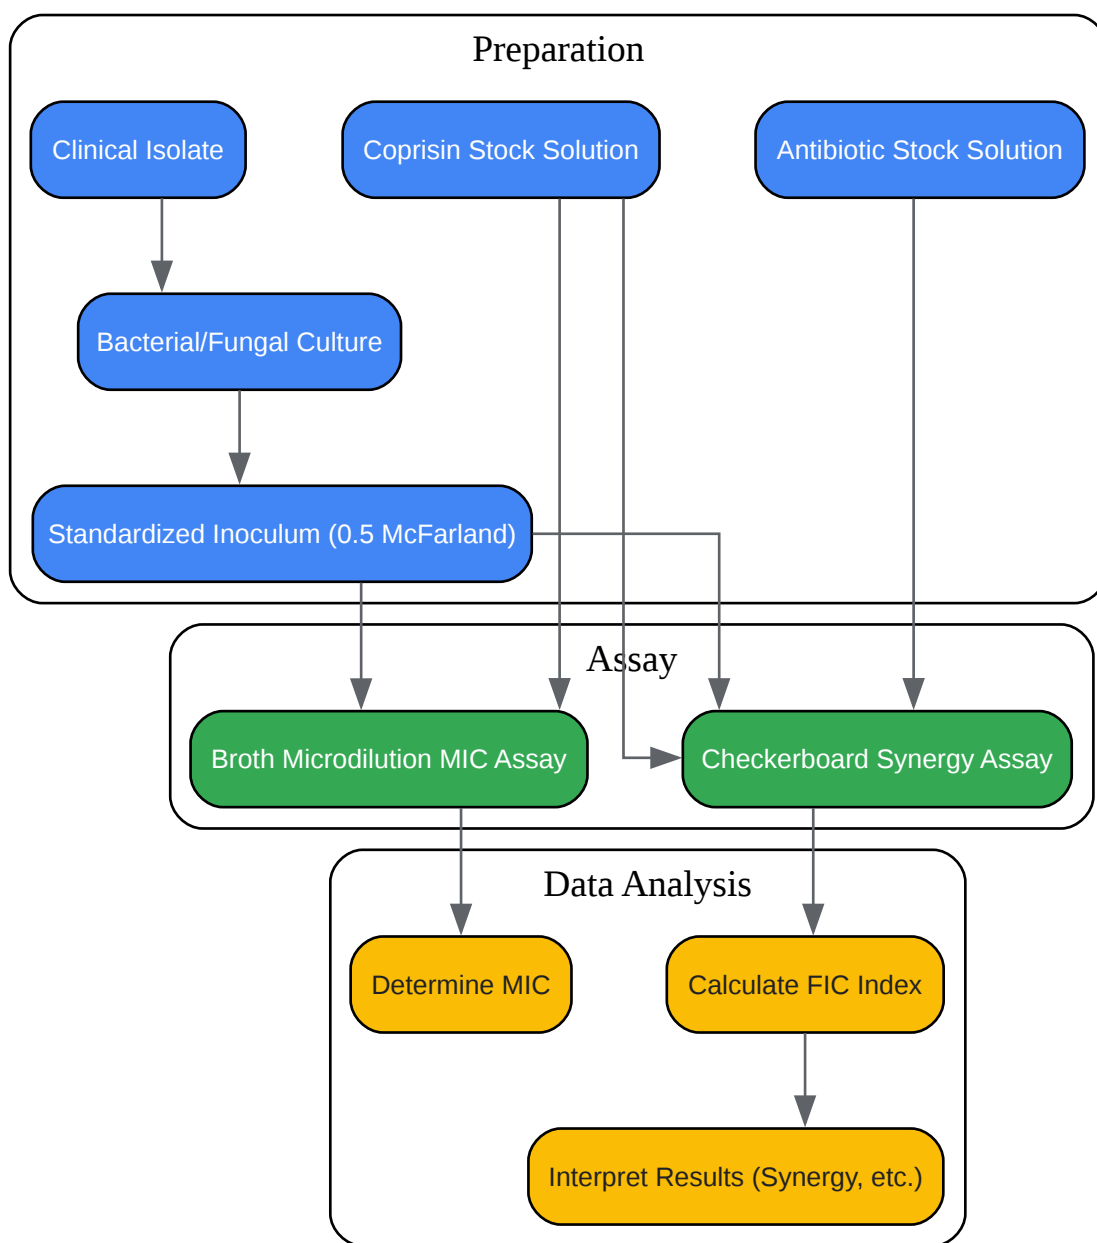 Preparation
Clinical Isolate
Coprisin Stock Solution
Antibiotic Stock Solution
Bacterial/Fungal Culture
Standardized Inoculum (0.5 McFarland)
Assay
Broth Microdilution MIC Assay
Checkerboard Synergy Assay
Data Analysis
Determine MIC
Calculate FIC Index
Interpret Results (Synergy, etc.)